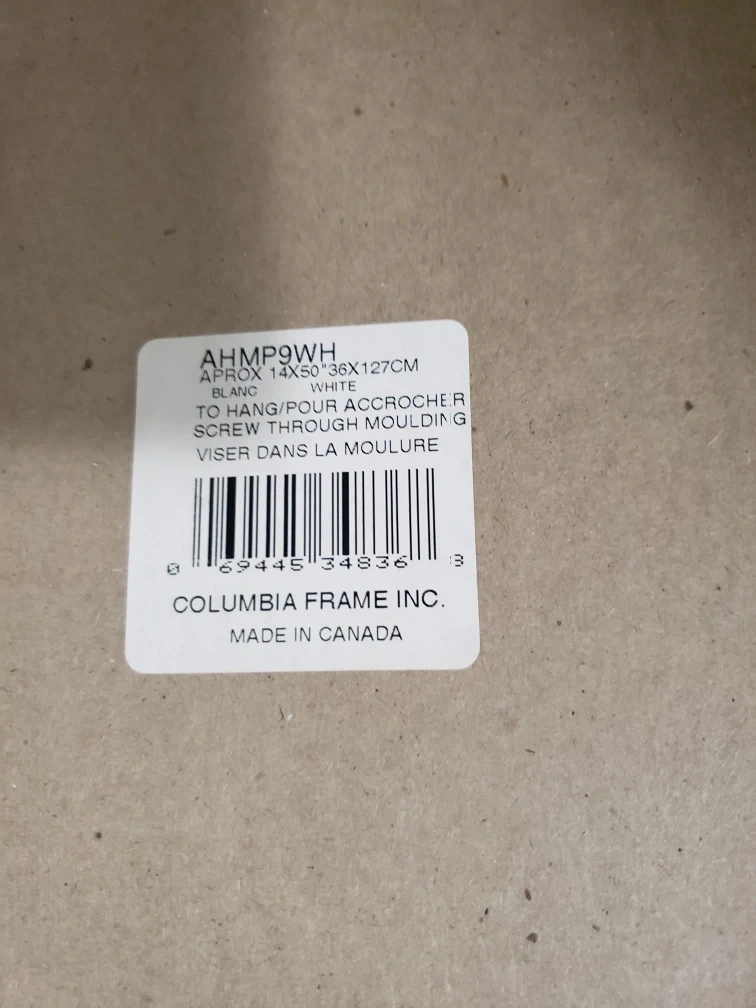 AHMP9WH
APROX 14X50"36X127CM
BLANC WHITE
TO HANG/POUR ACCROCHER
SCREW THROUGH MOULDING
VISER DANS LA MOULURE
0 69445 34836 8
COLUMBIA FRAME INC.
MADE IN CANADA